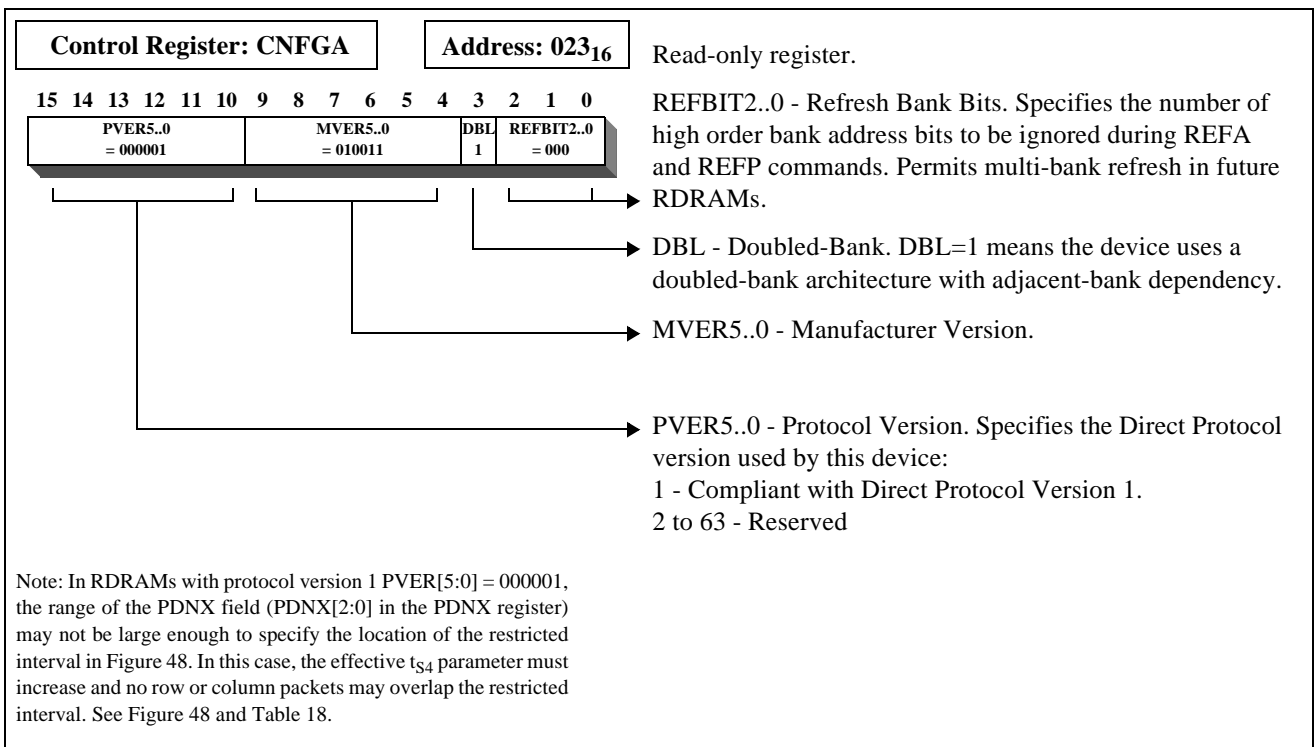 Control Register: CNFGA
Address: 023₁₆
15 14 13 12 11 10 9 8 7 6 5 4 3 2 1 0
PVER5..0
= 000001
MVER5..0
= 010011
DBL
1
REFBIT2..0
= 000
Read-only register.
REFBIT2..0 - Refresh Bank Bits. Specifies the number of
high order bank address bits to be ignored during REFA
and REFP commands. Permits multi-bank refresh in future
RDRAMs.
DBL - Doubled-Bank. DBL=1 means the device uses a
doubled-bank architecture with adjacent-bank dependency.
MVER5..0 - Manufacturer Version.
PVER5..0 - Protocol Version. Specifies the Direct Protocol
version used by this device:
1 - Compliant with Direct Protocol Version 1.
2 to 63 - Reserved
Note: In RDRAMs with protocol version 1 PVER[5:0] = 000001,
the range of the PDNX field (PDNX[2:0] in the PDNX register)
may not be large enough to specify the location of the restricted
interval in Figure 48. In this case, the effective tS4 parameter must
increase and no row or column packets may overlap the restricted
interval. See Figure 48 and Table 18.